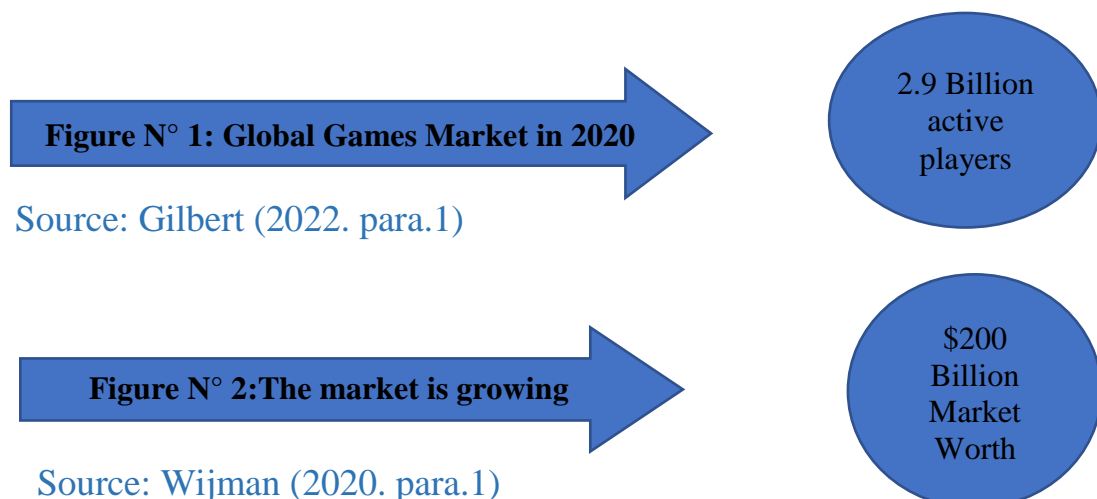 2.9 Billion
active
players
Figure N° 1: Global Games Market in 2020
Source: Gilbert (2022. para.1)
$200
Billion
Market
Worth
Figure N° 2:The market is growing
Source: Wijman (2020. para.1)